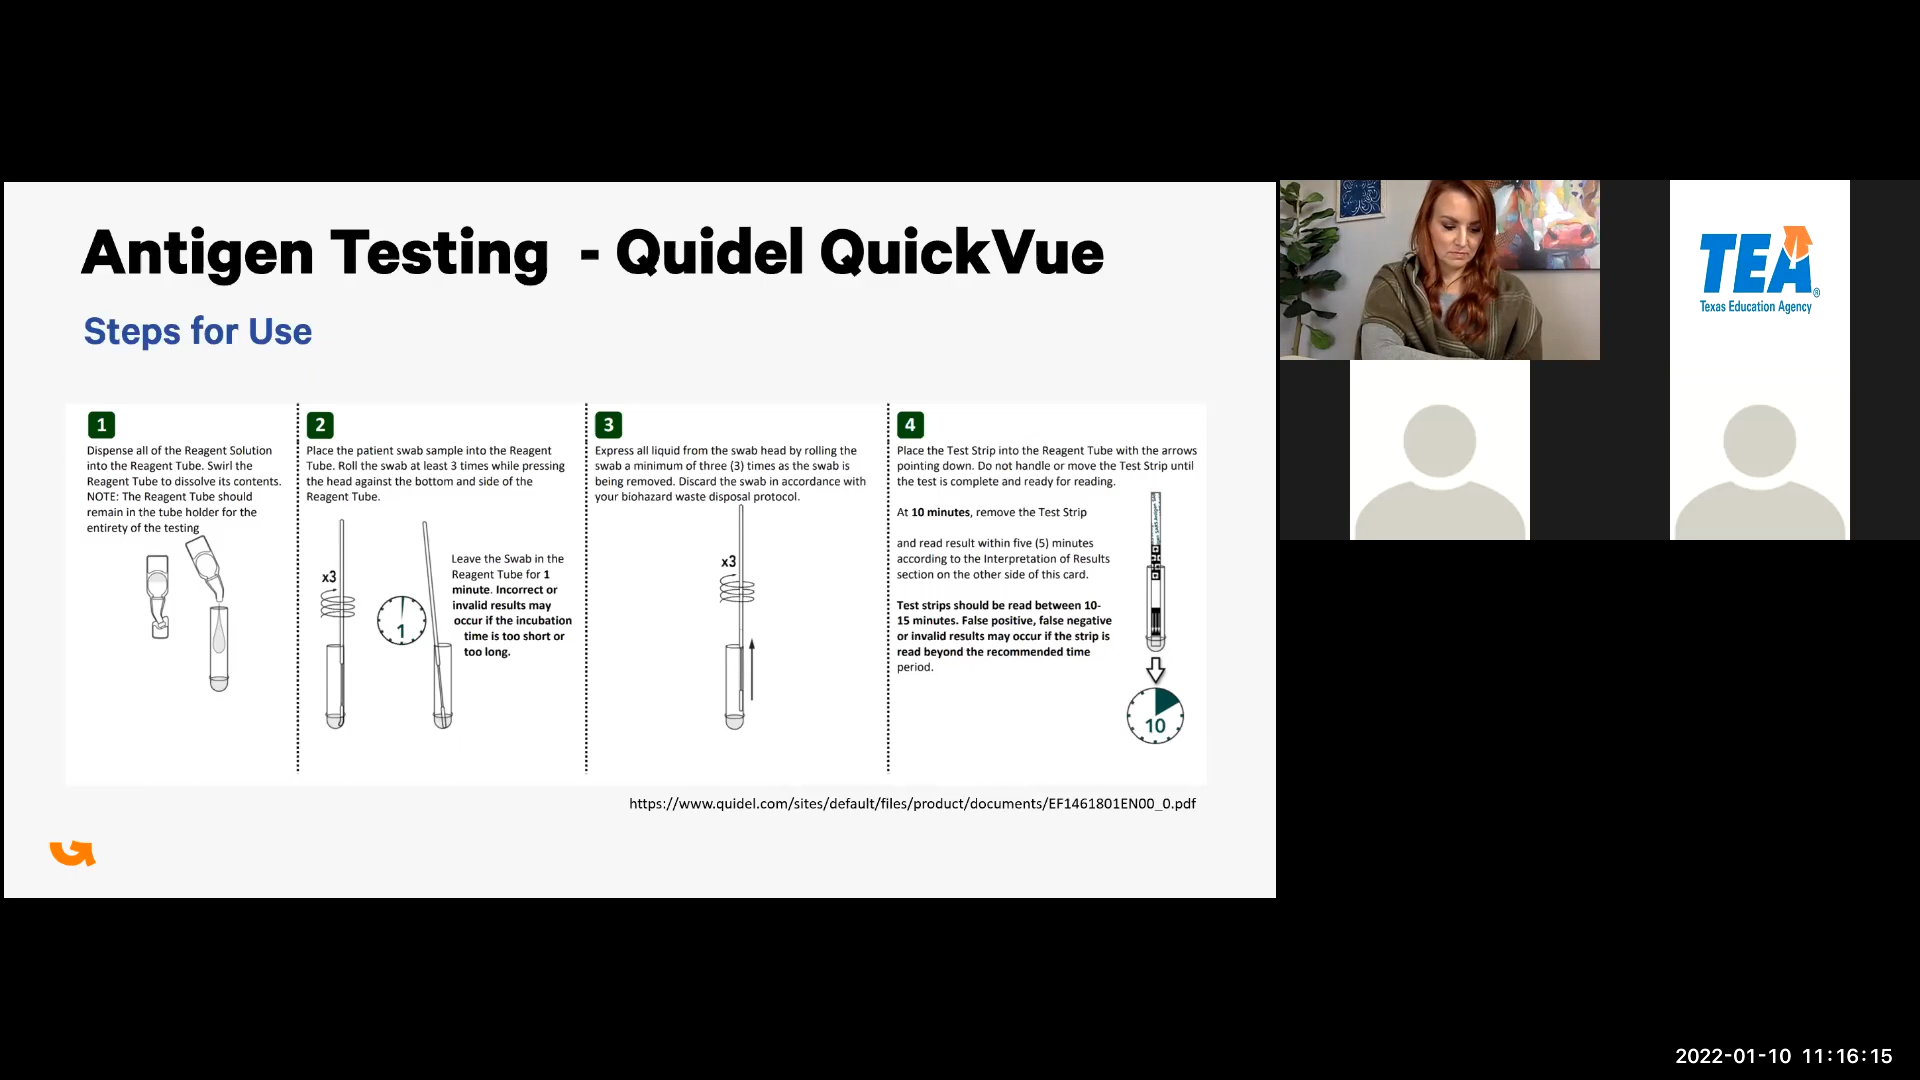 Antigen Testing - Quidel QuickVue
Steps for Use
1
Dispense all of the Reagent Solution
into the Reagent Tube. Swirl the
Reagent Tube to dissolve its contents.
NOTE: The Reagent Tube should
remain in the tube holder for the
entirety of the testing
2
Place the patient swab sample into the Reagent
Tube. Roll the swab at least 3 times while pressing
the head against the bottom and side of the
Reagent Tube.
x3
1
Leave the Swab in the
Reagent Tube for 1
minute. Incorrect or
invalid results may
occur if the incubation
time is too short or
too long.
3
Express all liquid from the swab head by rolling the
swab a minimum of three (3) times as the swab is
being removed. Discard the swab in accordance with
your biohazard waste disposal protocol.
x3
4
Place the Test Strip into the Reagent Tube with the arrows
pointing down. Do not handle or move the Test Strip until
the test is complete and ready for reading.
At 10 minutes, remove the Test Strip
and read result within five (5) minutes
according to the Interpretation of Results
section on the other side of this card.
Test strips should be read between 10-
15 minutes. False positive, false negative
or invalid results may occur if the strip is
read beyond the recommended time
period.
10
https://www.quidel.com/sites/default/files/product/documents/EF1461801EN00_0.pdf
TEA®
Texas Education Agency
2022-01-10 11:16:15